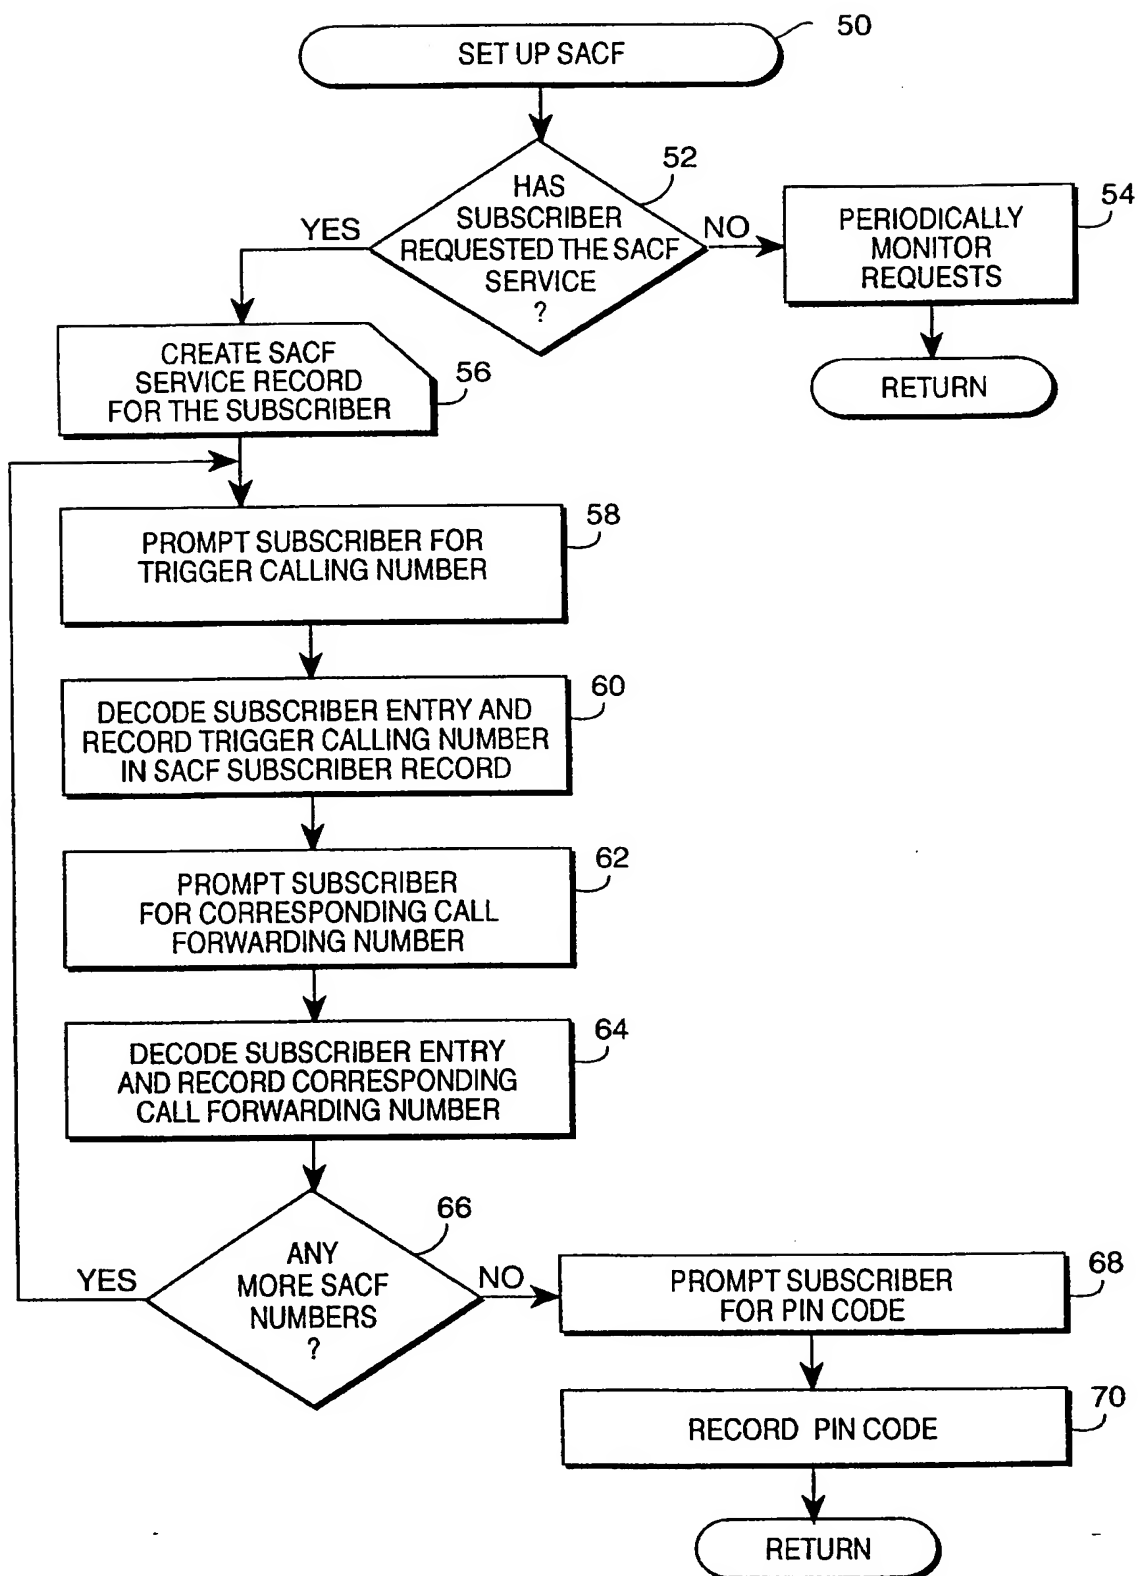 50
SET UP SACF
52
HAS
SUBSCRIBER
REQUESTED THE SACF
SERVICE
?
YES
NO
54
PERIODICALLY
MONITOR
REQUESTS
RETURN
CREATE SACF
SERVICE RECORD
FOR THE SUBSCRIBER
56
58
PROMPT SUBSCRIBER FOR
TRIGGER CALLING NUMBER
60
DECODE SUBSCRIBER ENTRY AND
RECORD TRIGGER CALLING NUMBER
IN SACF SUBSCRIBER RECORD
62
PROMPT SUBSCRIBER
FOR CORRESPONDING CALL
FORWARDING NUMBER
64
DECODE SUBSCRIBER ENTRY
AND RECORD CORRESPONDING
CALL FORWARDING NUMBER
66
ANY
MORE SACF
NUMBERS
?
YES
NO
68
PROMPT SUBSCRIBER
FOR PIN CODE
70
RECORD PIN CODE
RETURN